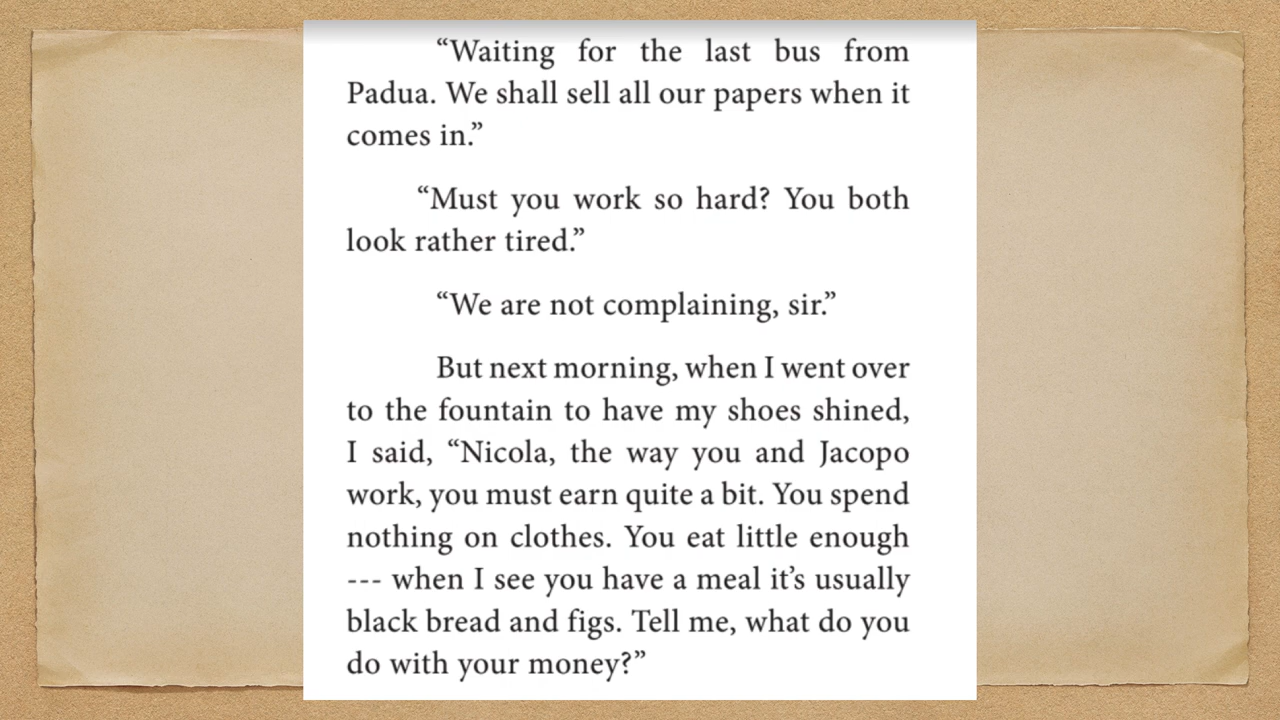 “Waiting for the last bus from
Padua. We shall sell all our papers when it
comes in.”
“Must you work so hard? You both
look rather tired.”
“We are not complaining, sir.”
But next morning, when I went over
to the fountain to have my shoes shined,
I said, “Nicola, the way you and Jacopo
work, you must earn quite a bit. You spend
nothing on clothes. You eat little enough
--- when I see you have a meal it’s usually
black bread and figs. Tell me, what do you
do with your money?”